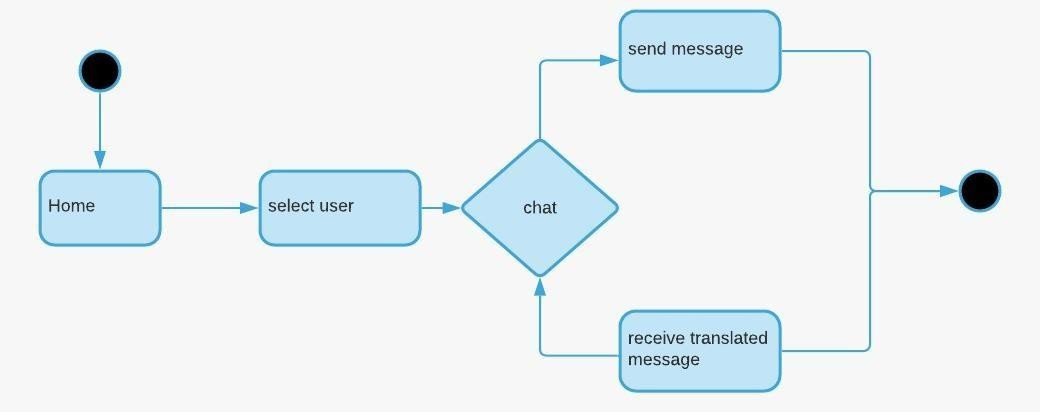 send message
Home
select user
chat
receive translated
message